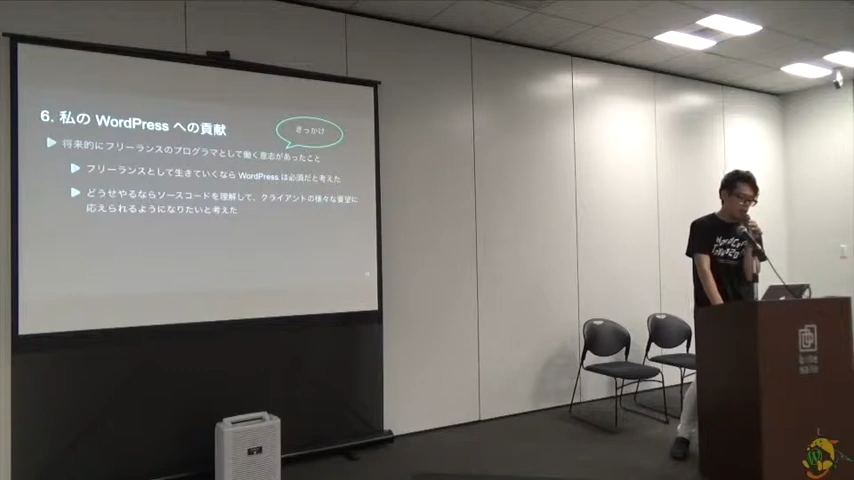 6. 私の WordPress への貢献
きっかけ
将来的にフリーランスのプログラマとして働く意志があったこと
フリーランスとして生きていくなら WordPress は必須だと考えた
どうせやるならソースコードを理解して、クライアントの様々な要望に
応えられるようになりたいと考えた